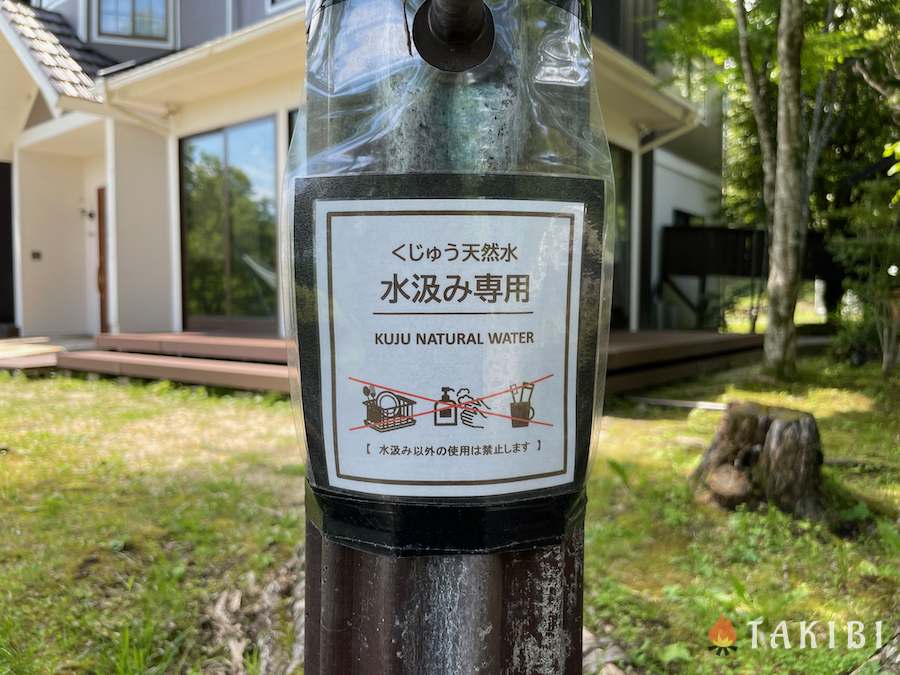 くじゅう天然水
水汲み専用
KUJU NATURAL WATER
【 水汲み以外の使用は禁止します 】
TAKIBI